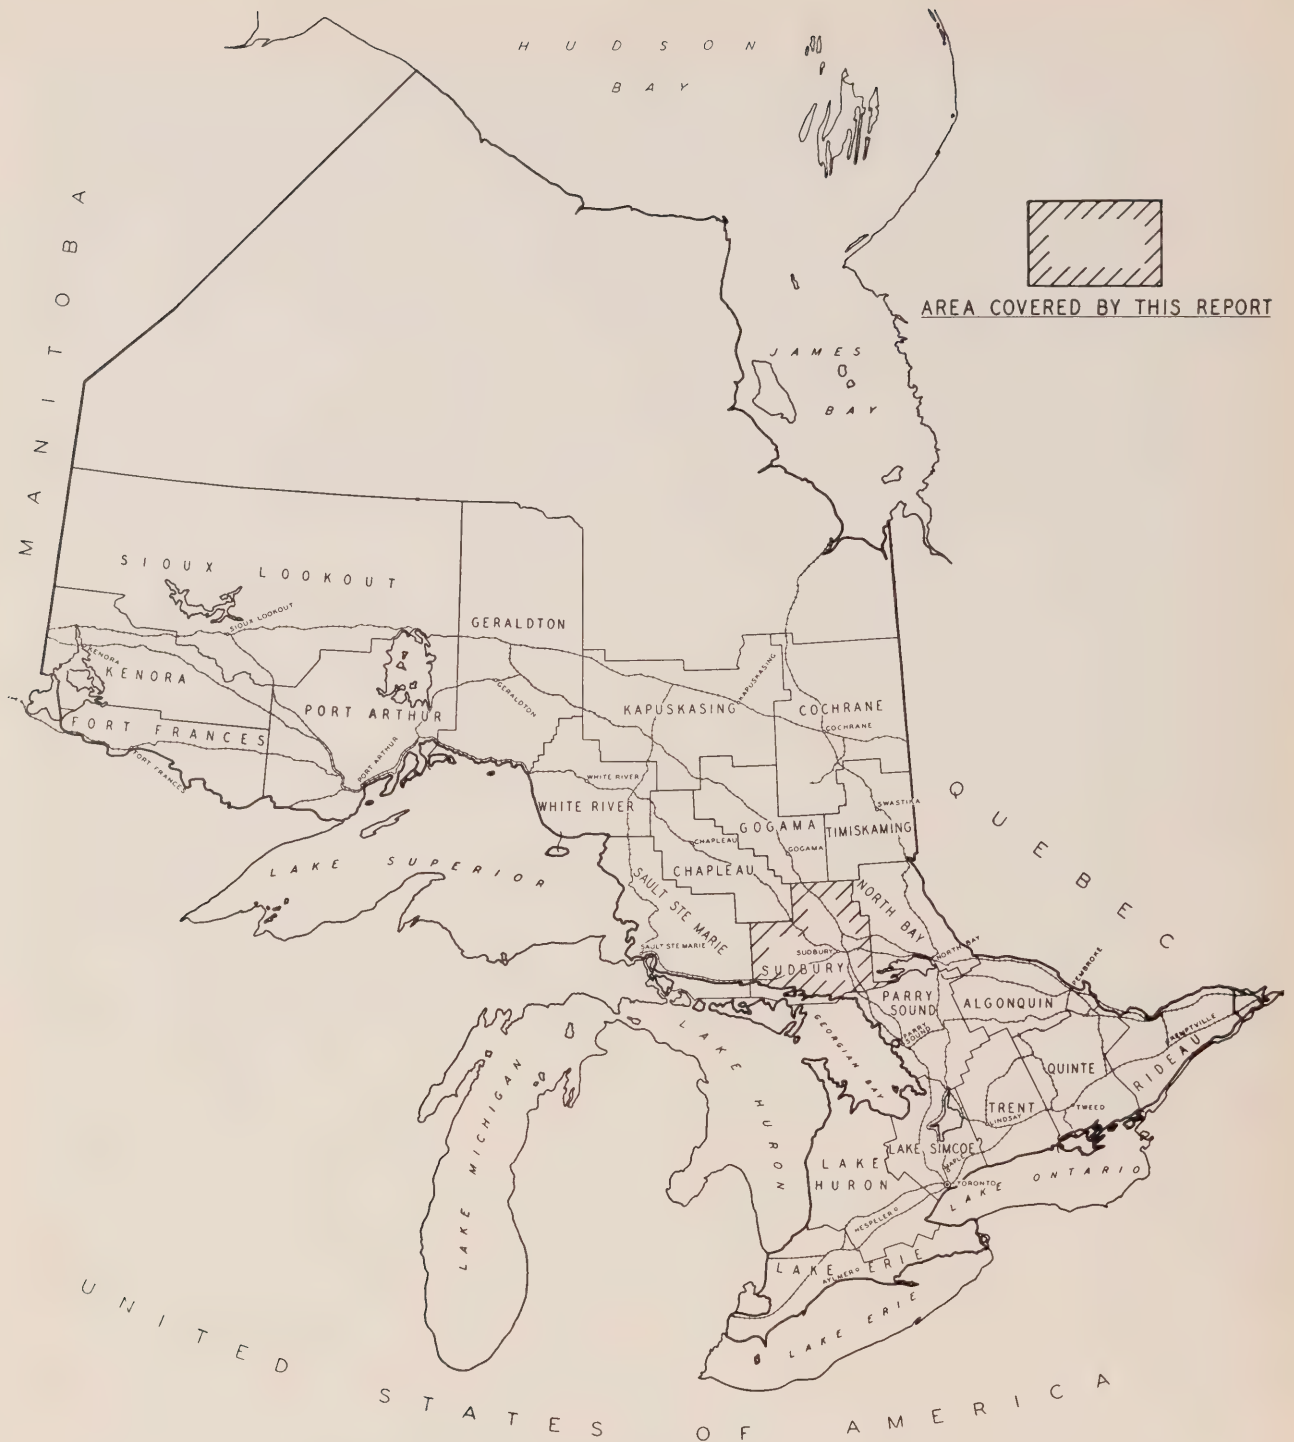 HUDSON
BAY
MANITOBA
AREA COVERED BY THIS REPORT
JAMES
BAY
SIOUX LOOKOUT
SIOUX LOOKOUT
GERALDTON
KENORA
KENORA
GERALDTON
KAPUSKASING
KAPUSKASING
COCHRANE
COCHRANE
PORT ARTHUR
PORT ARTHUR
FORT FRANCES
FORT FRANCES
WHITE RIVER
WHITE RIVER
SWASTIKA
GOGAMA
GOGAMA
TIMISKAMING
CHAPLEAU
CHAPLEAU
QUEBEC
LAKE SUPERIOR
SAULT STE MARIE
SAULT STE MARIE
NORTH BAY
NORTH BAY
SUDBURY
SUDBURY
PEMBROKE
PARRY
SOUND
PARRY
SOUND
ALGONQUIN
KEMPTVILLE
RIDEAU
GEORGIAN BAY
LAKE HURON
LAKE MICHIGAN
QUINTE
TRENT
LINDSAY
TWEED
LAKE SIMCOE
MAPLE
LAKE
HURON
TORONTO
LAKE ONTARIO
HESPELER
LAKE ERIE
AYLMER
LAKE ERIE
UNITED STATES OF AMERICA